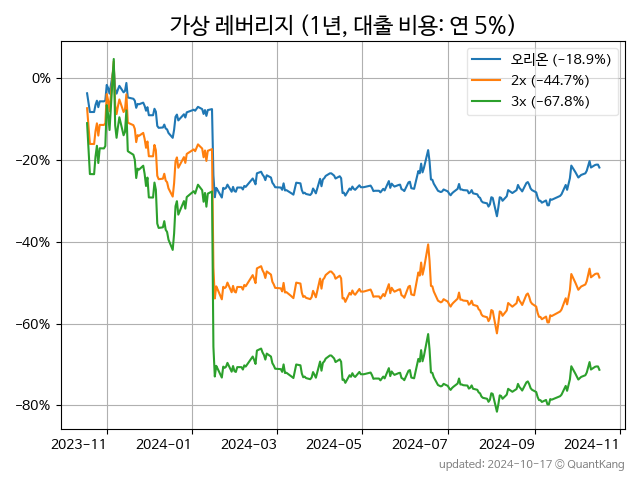 가상 레버리지 (1년, 대출 비용: 연 5%)
오리온 (−18.9%)
2x (−44.7%)
3x (−67.8%)
0%
−20%
−40%
−60%
−80%
2023-11 2024-01 2024-03 2024-05 2024-07 2024-09 2024-11
updated: 2024-10-17 © QuantKang